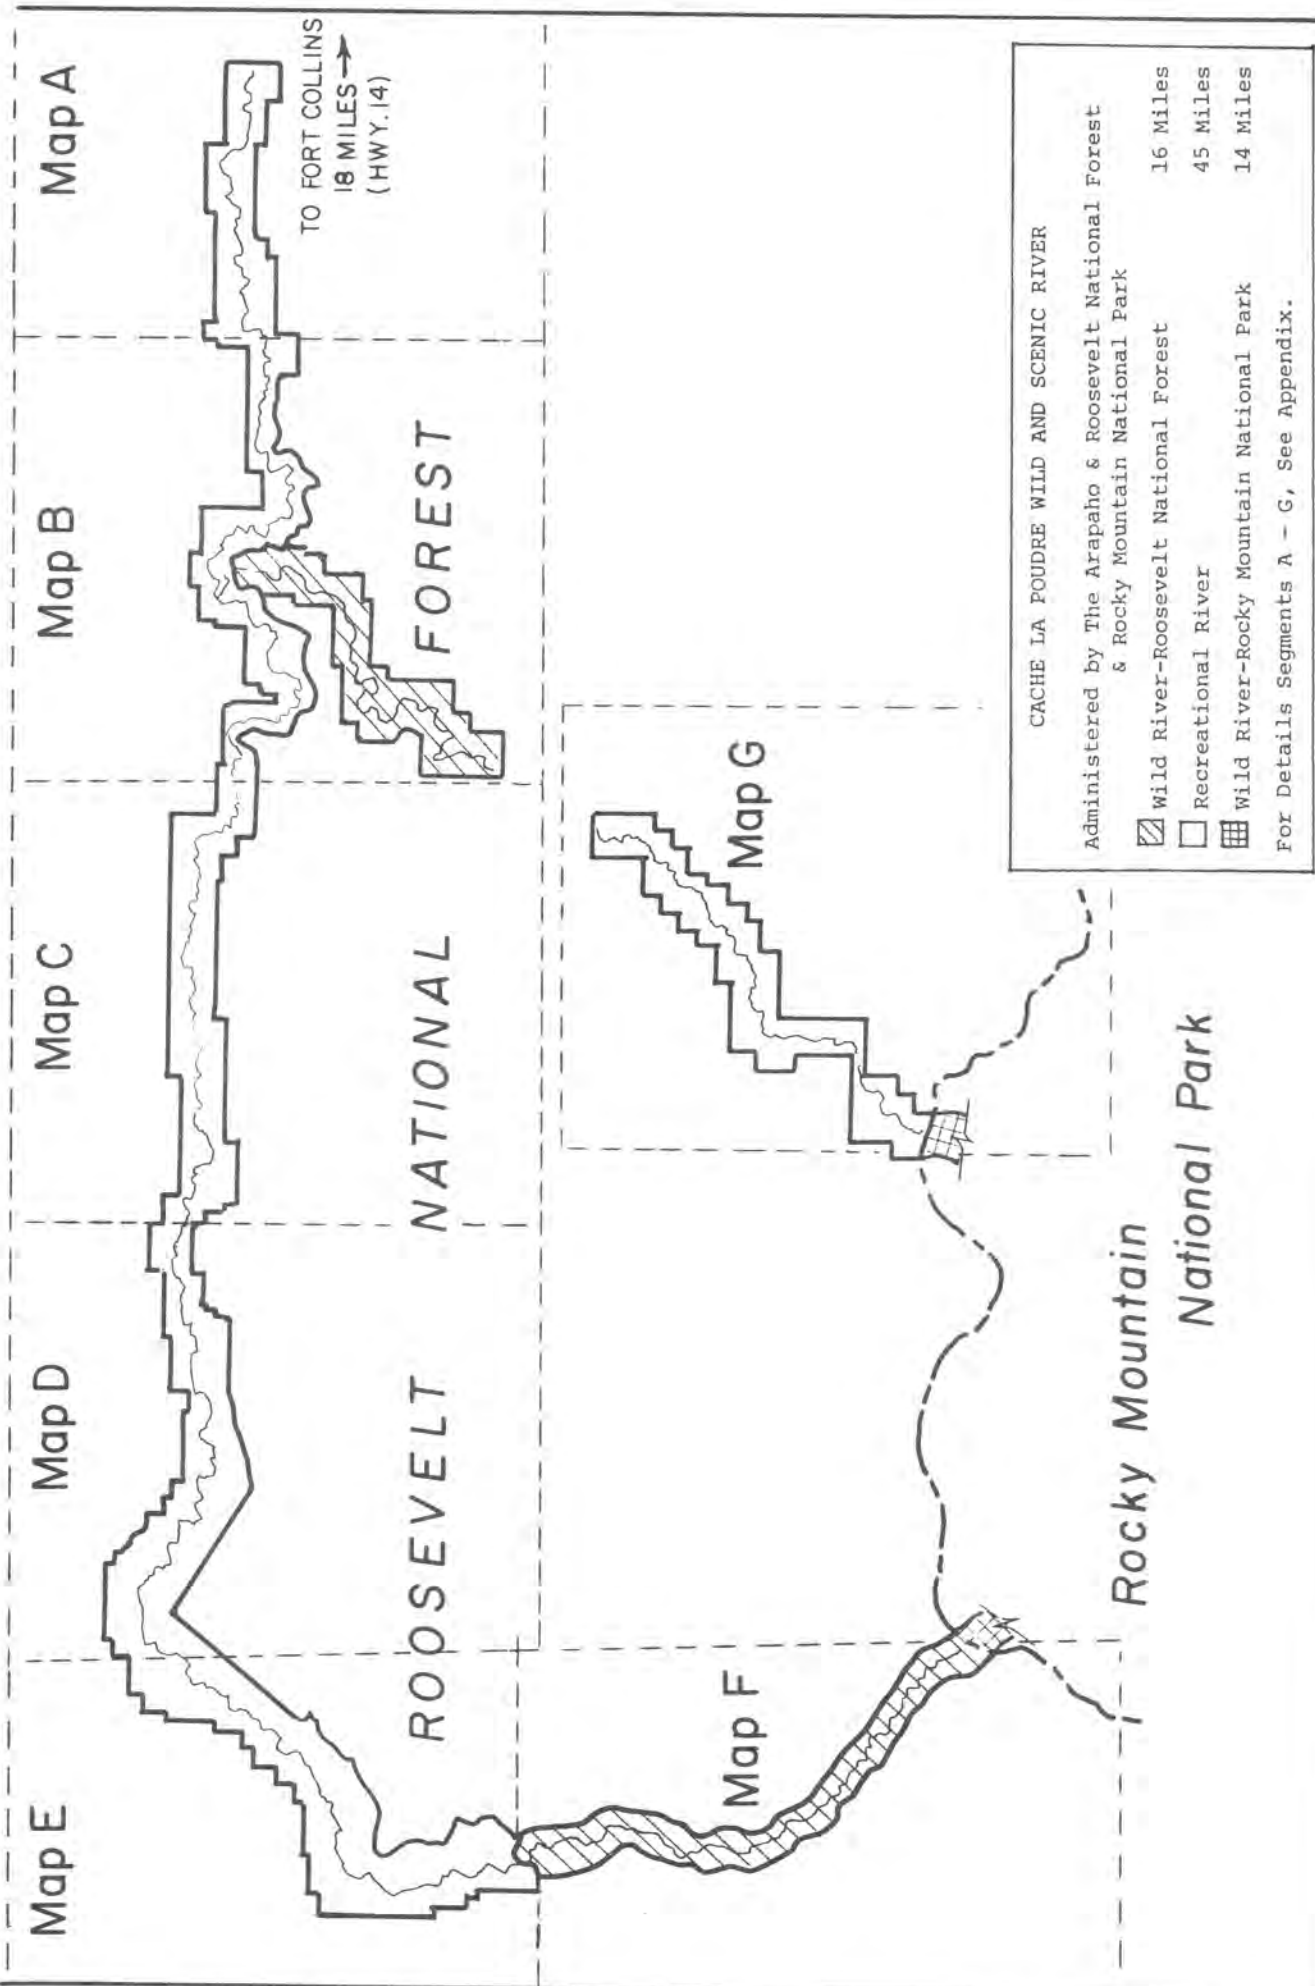 Map E
Map D
Map C
Map B
Map A
TO FORT COLLINS
18 MILES →
(HWY. 14)
ROOSEVELT NATIONAL FOREST
Map F
Map G
Rocky Mountain
National Park
CACHE LA POUDRE WILD AND SCENIC RIVER
Administered by The Arapaho & Roosevelt National Forest
& Rocky Mountain National Park
Wild River-Roosevelt National Forest 16 Miles
Recreational River 45 Miles
Wild River-Rocky Mountain National Park 14 Miles
For Details Segments A - G, See Appendix.